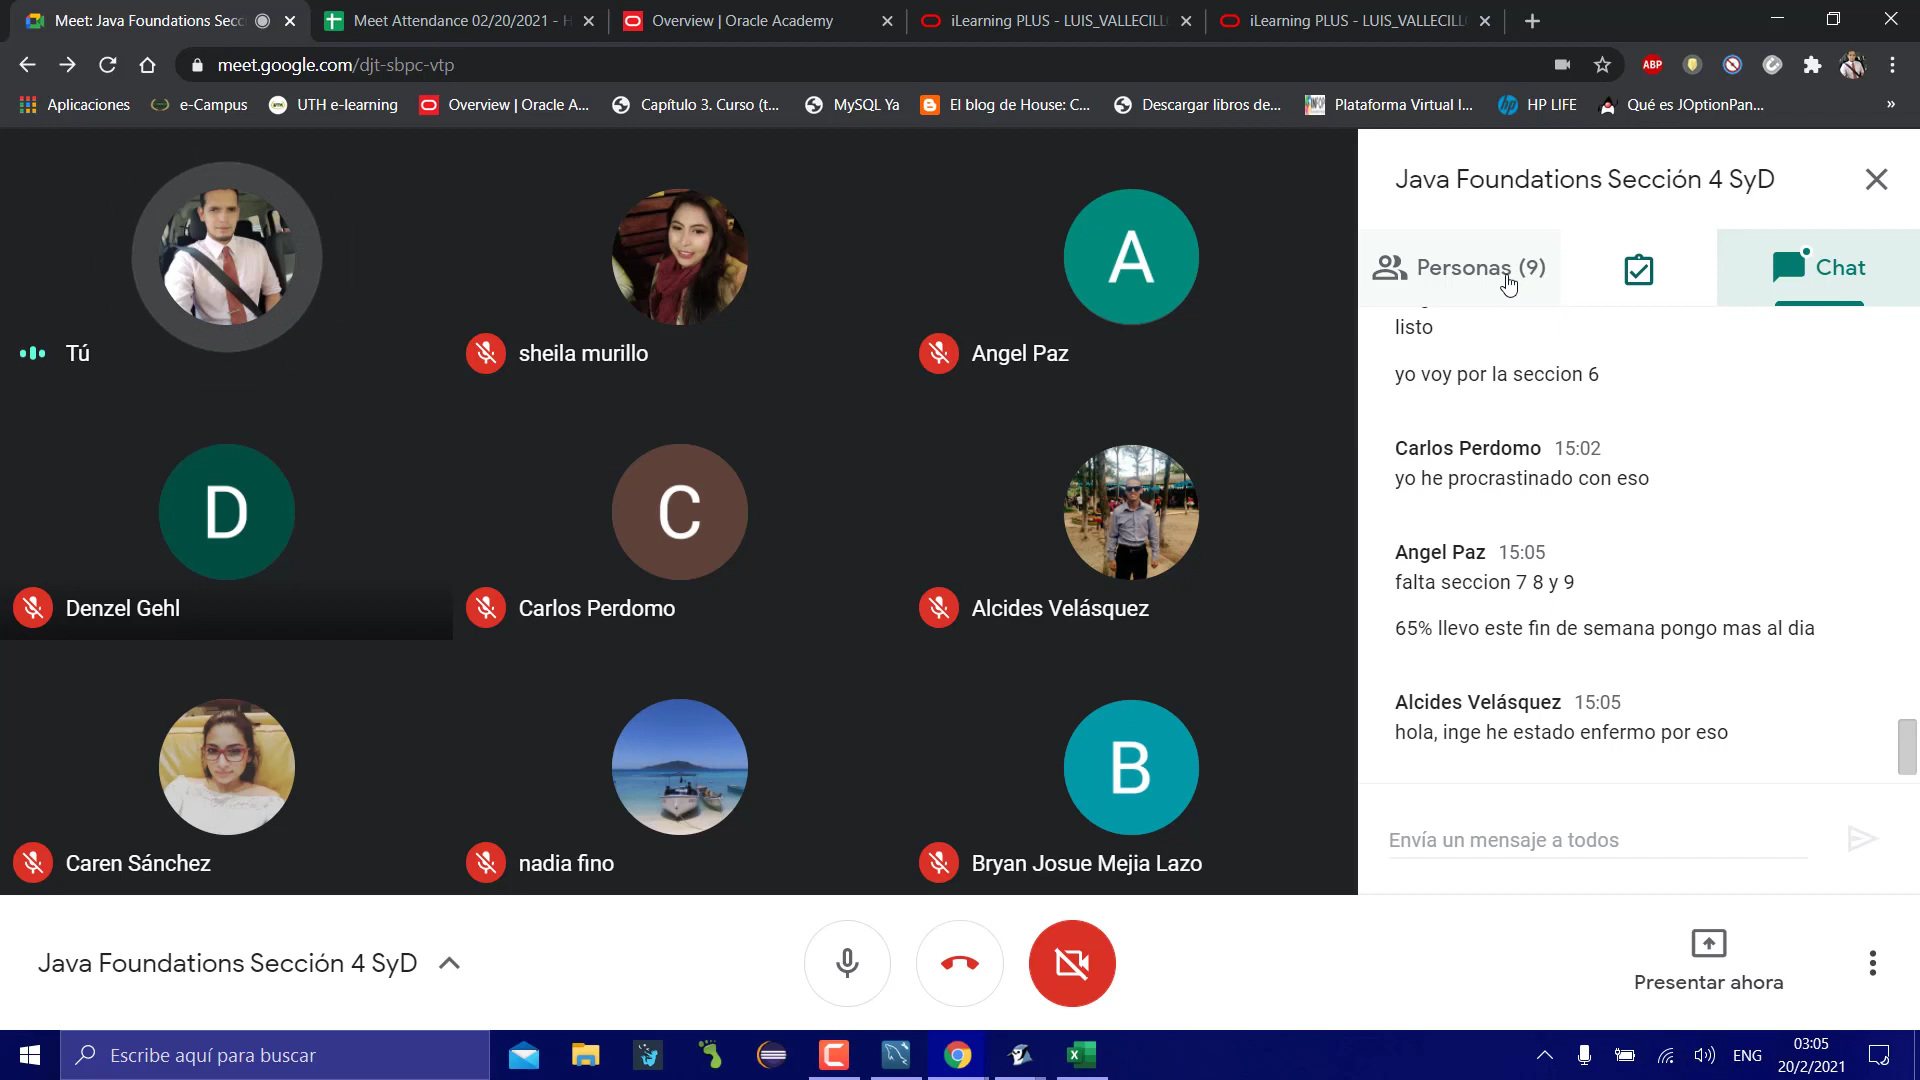 Meet: Java Foundations Secc
Meet Attendance 02/20/2021 - H
Overview | Oracle Academy
iLearning PLUS - LUIS_VALLECILL
iLearning PLUS - LUIS_VALLECILL
meet.google.com/djt-sbpc-vtp
ABP
Aplicaciones
e-Campus
UTH e-learning
Overview | Oracle A...
Capítulo 3. Curso (t...
MySQL Ya
El blog de House: C...
Descargar libros de...
Plataforma Virtual I...
HP LIFE
Qué es JOptionPan...
»
Tú
sheila murillo
A
Angel Paz
D
Denzel Gehl
C
Carlos Perdomo
Alcides Velásquez
Caren Sánchez
nadia fino
B
Bryan Josue Mejia Lazo
Java Foundations Sección 4 SyD
Personas (9)
Chat
listo
yo voy por la seccion 6
Carlos Perdomo 15:02
yo he procrastinado con eso
Angel Paz 15:05
falta seccion 7 8 y 9
65% llevo este fin de semana pongo mas al dia
Alcides Velásquez 15:05
hola, inge he estado enfermo por eso
Envía un mensaje a todos
Java Foundations Sección 4 SyD
Presentar ahora
Escribe aquí para buscar
ENG
03:05
20/2/2021